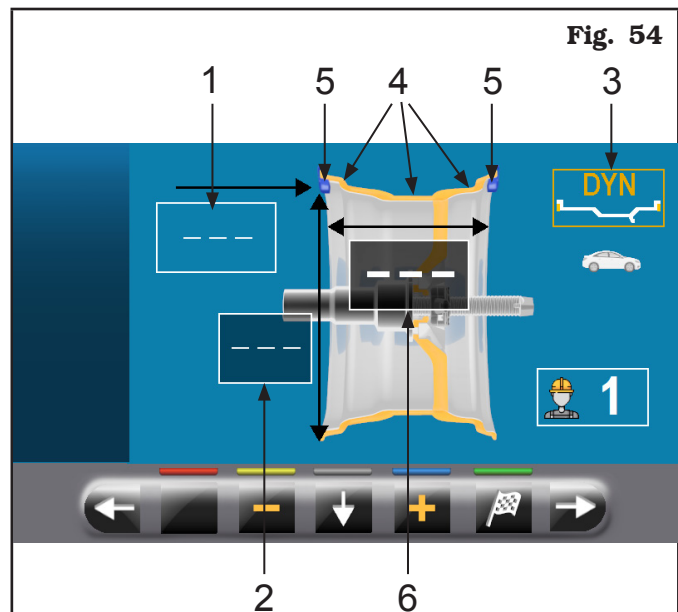 Fig. 54
1 5 4 5 3
DYN
– – –
– – –
– – –
1
2 6